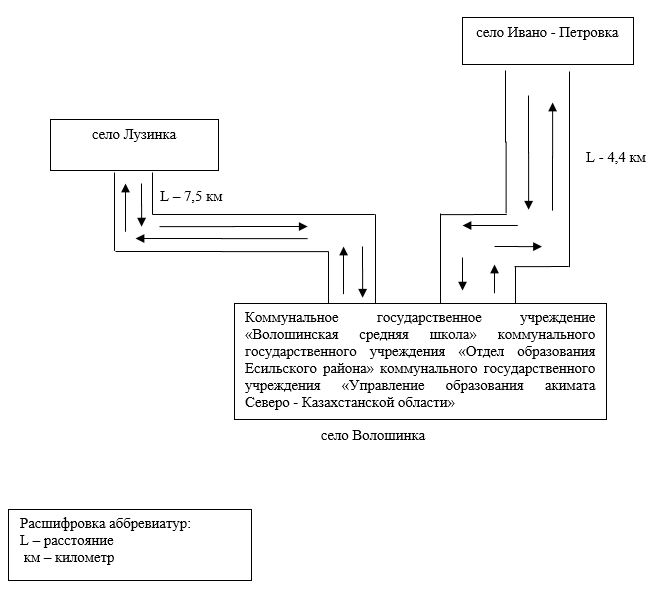 село Ивано - Петровка
село Лузинка
L - 4,4 км
L – 7,5 км
Коммунальное государственное учреждение
«Волошинская средняя школа» коммунального
государственного учреждения «Отдел образования
Есильского района» коммунального государственного
учреждения «Управление образования акимата
Северо - Казахстанской области»
село Волошинка
Расшифровка аббревиатур:
L – расстояние
км – километр